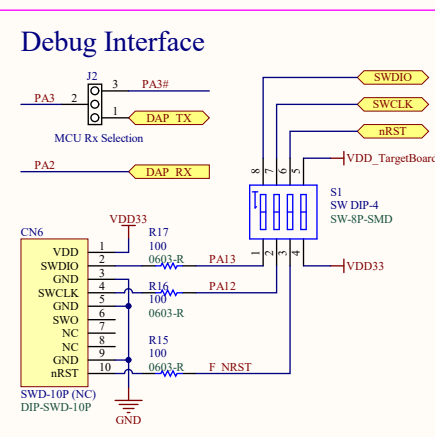 Debug Interface
J2
PA3
2
3
PA3#
1
DAP_TX
MCU Rx Selection
PA2
DAP_RX
SWDIO
SWCLK
nRST
VDD_TargetBoard
8
7
6
5
S1
SW DIP-4
SW-8P-SMD
1
2
3
4
VDD33
VDD33
CN6
VDD
1
SWDIO
2
GND
3
SWCLK
4
GND
5
SWO
6
NC
7
NC
8
GND
9
nRST
10
SWD-10P (NC)
DIP-SWD-10P
R17
100
0603-R
PA13
R16
100
0603-R
PA12
R15
100
0603-R
F_NRST
GND